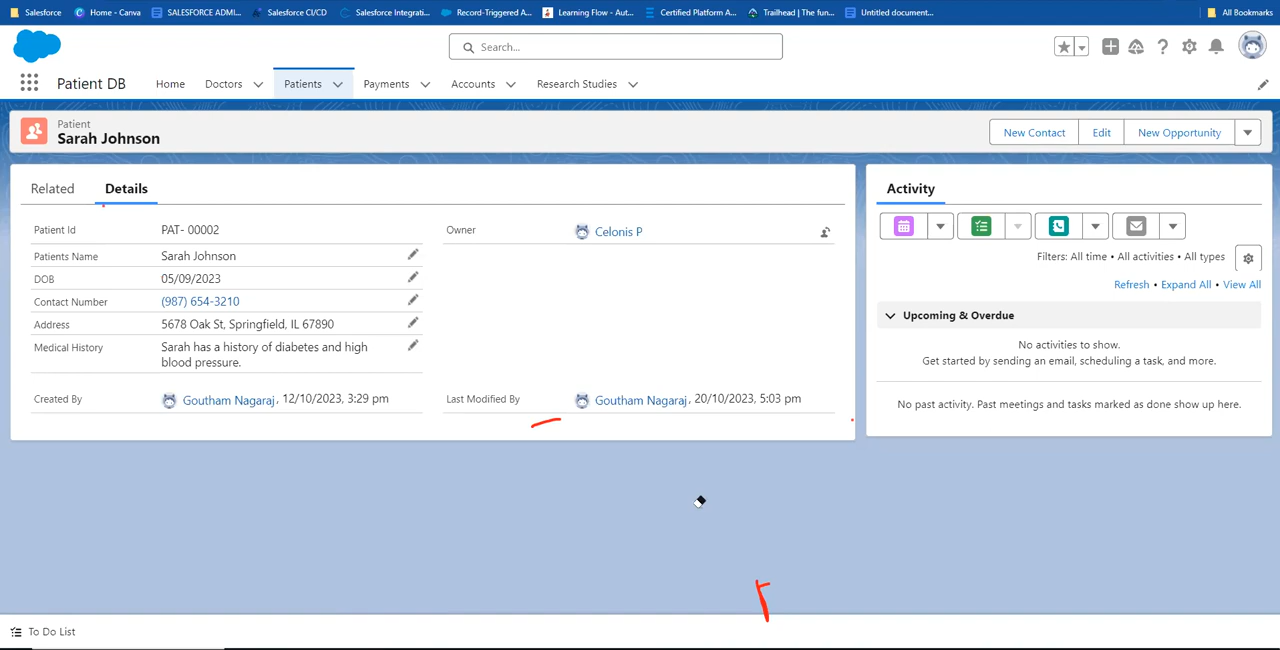 Salesforce Home - Canva SALESFORCE ADMI... Salesforce CI/CD Salesforce Integrati... Record-Triggered A... Learning Flow - Aut... Certified Platform A... Trailhead | The fun... Untitled document... All Bookmarks
Search...
Patient DB Home Doctors Patients Payments Accounts Research Studies
Patient
Sarah Johnson
New Contact Edit New Opportunity
Related Details
Patient Id PAT- 00002
Owner Celonis P
Patients Name Sarah Johnson
DOB 05/09/2023
Contact Number (987) 654-3210
Address 5678 Oak St, Springfield, IL 67890
Medical History Sarah has a history of diabetes and high
blood pressure.
Created By Goutham Nagaraj, 12/10/2023, 3:29 pm
Last Modified By Goutham Nagaraj, 20/10/2023, 5:03 pm
Activity
Filters: All time • All activities • All types
Refresh • Expand All • View All
Upcoming & Overdue
No activities to show.
Get started by sending an email, scheduling a task, and more.
No past activity. Past meetings and tasks marked as done show up here.
To Do List